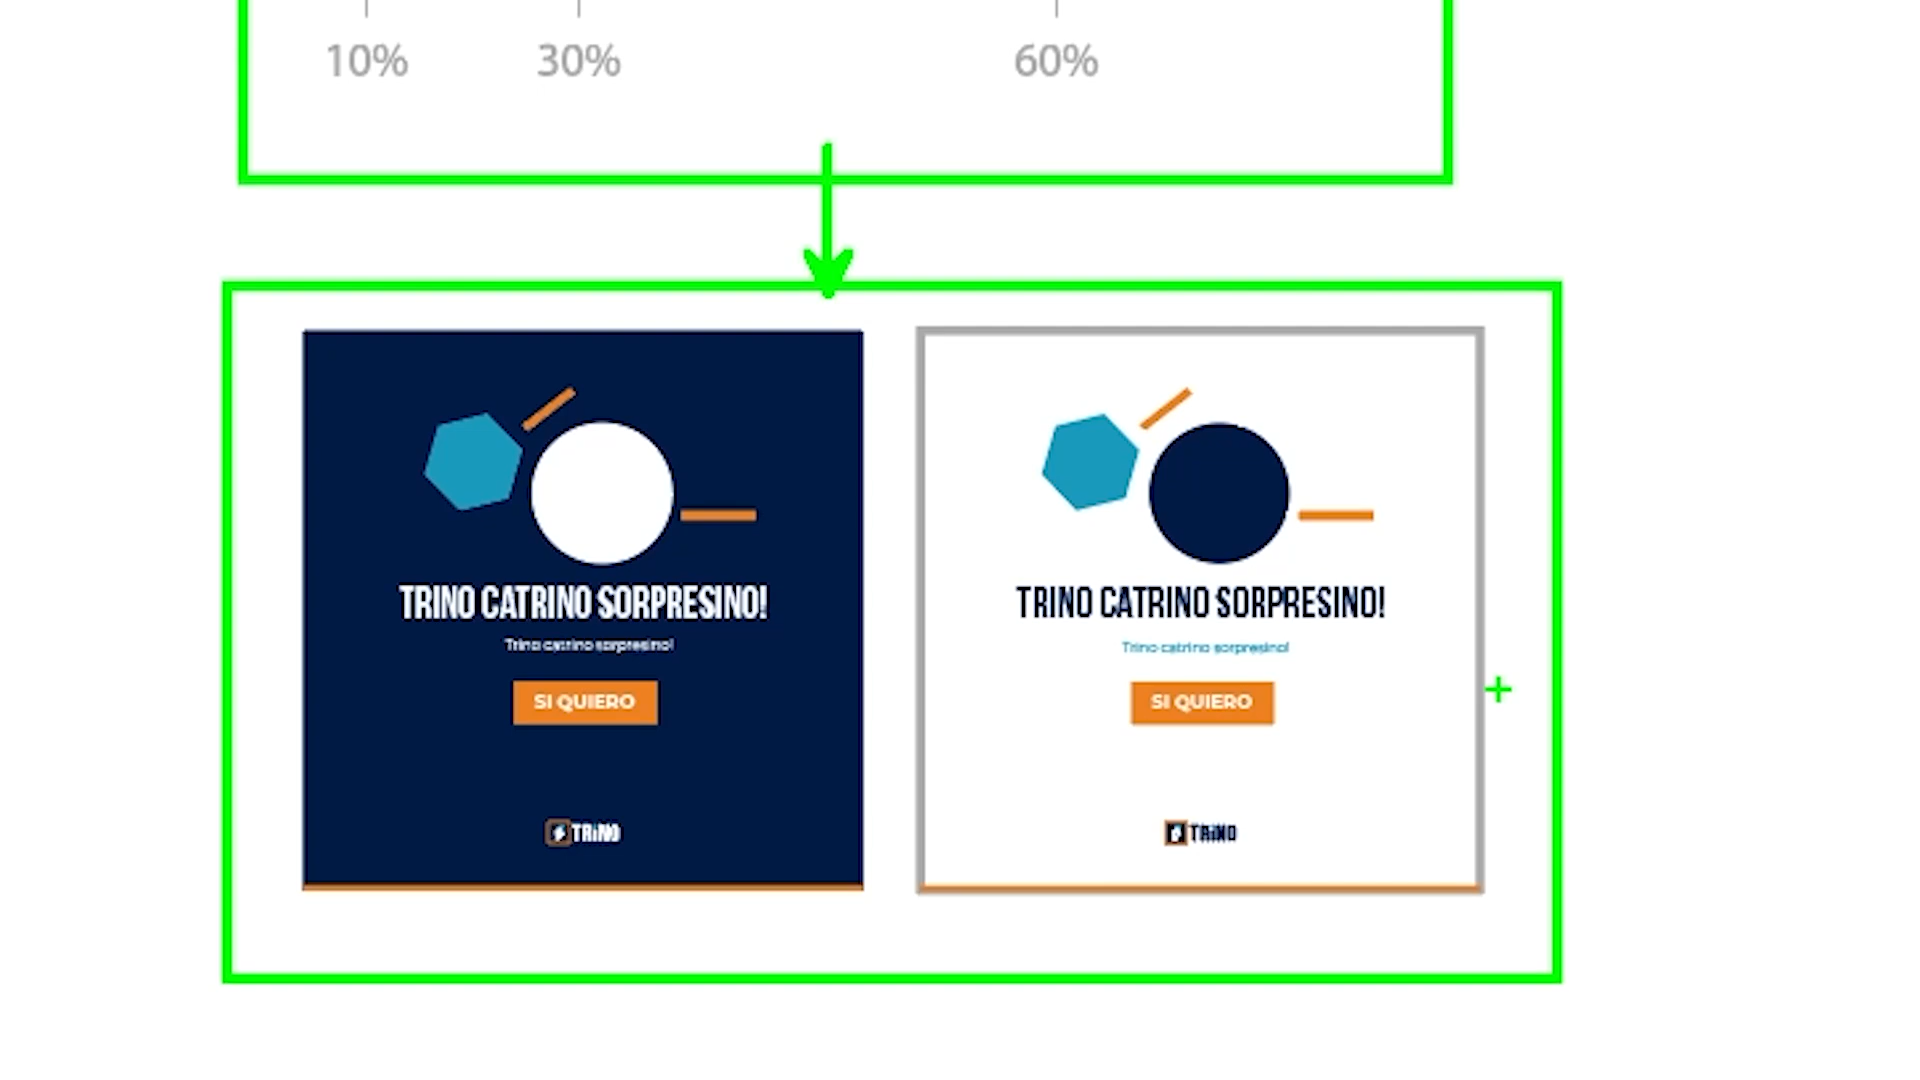 10% 30% 60%
TRINO CATRINO SORPRESINO!
Trino catrino sorpresino!
SI QUIERO
TRiNO
TRINO CATRINO SORPRESINO!
Trino catrino sorpresino!
SI QUIERO
TRiNO